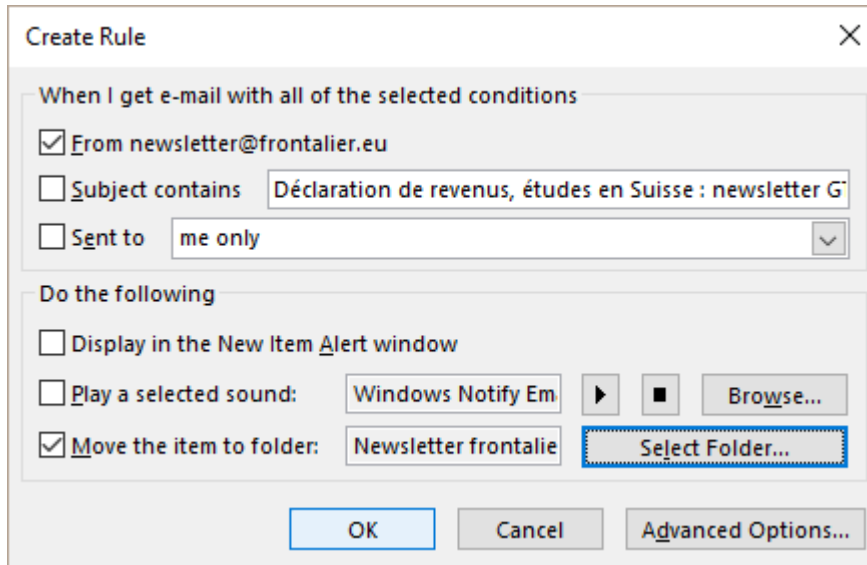 Create Rule
When I get e-mail with all of the selected conditions
From newsletter@frontalier.eu
Subject contains Déclaration de revenus, études en Suisse : newsletter GT
Sent to me only
Do the following
Display in the New Item Alert window
Play a selected sound: Windows Notify Em Browse...
Move the item to folder: Newsletter frontalie Select Folder...
OK Cancel Advanced Options...